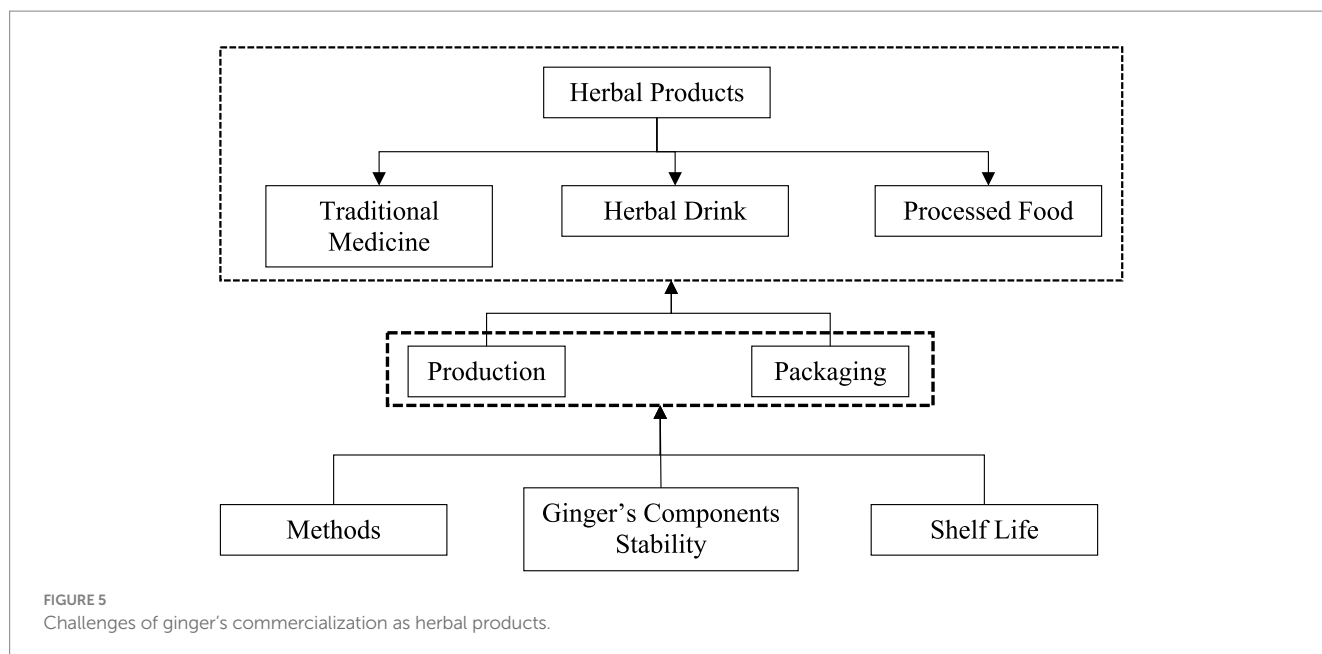 Herbal Products
Traditional
Medicine
Herbal Drink
Processed Food
Production
Packaging
Methods
Ginger’s Components
Stability
Shelf Life
FIGURE 5
Challenges of ginger’s commercialization as herbal products.